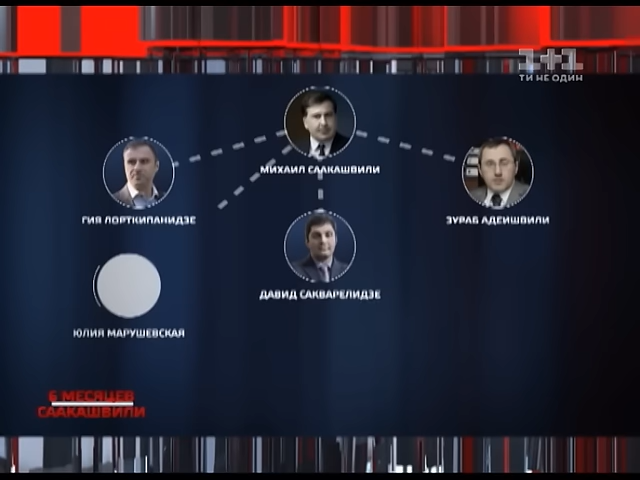 1+1
ТИ НЕ ОДИН
МИХАИЛ СААКАШВИЛИ
ГИЯ ЛОРТКИПАНИДЗЕ
ЗУРАБ АДЕИШВИЛИ
ДАВИД САКВАРЕЛИДЗЕ
ЮЛИЯ МАРУШЕВСКАЯ
6 МЕСЯЦЕВ
СААКАШВИЛИ